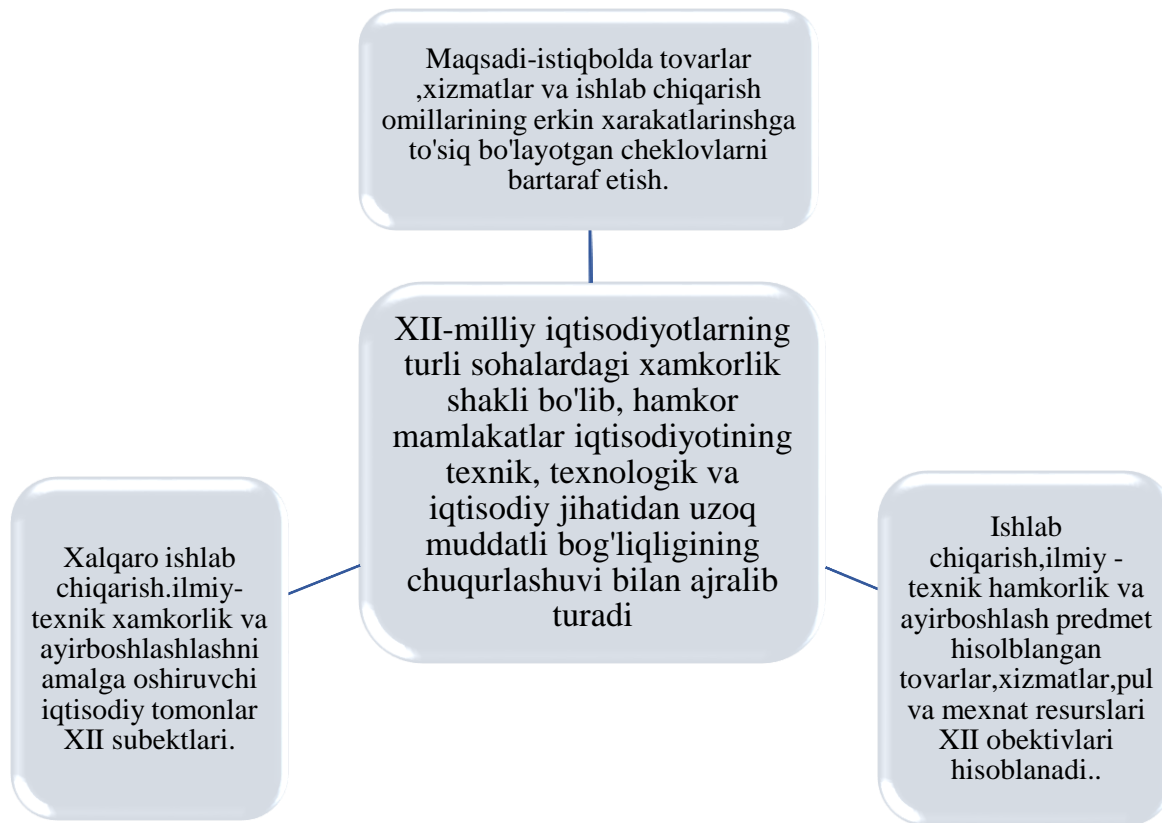 Maqsadi-istiqbolda tovarlar
,xizmatlar va ishlab chiqarish
omillarining erkin xarakatlarinshga
to'siq bo'layotgan cheklovlarni
bartaraf etish.
XII-milliy iqtisodiyotlarning
turli sohalardagi xamkorlik
shakli bo'lib, hamkor
mamlakatlar iqtisodiyotining
texnik, texnologik va
iqtisodiy jihatidan uzoq
muddatli bog'liqligining
chuqurlashuvi bilan ajralib
turadi
Xalqaro ishlab
chiqarish.ilmiy-
texnik xamkorlik va
ayirboshlashlashni
amalga oshiruvchi
iqtisodiy tomonlar
XII subektlari.
Ishlab
chiqarish,ilmiy -
texnik hamkorlik va
ayirboshlash predmet
hisolblangan
tovarlar,xizmatlar,pul
va mexnat resurslari
XII obektivlari
hisoblanadi..